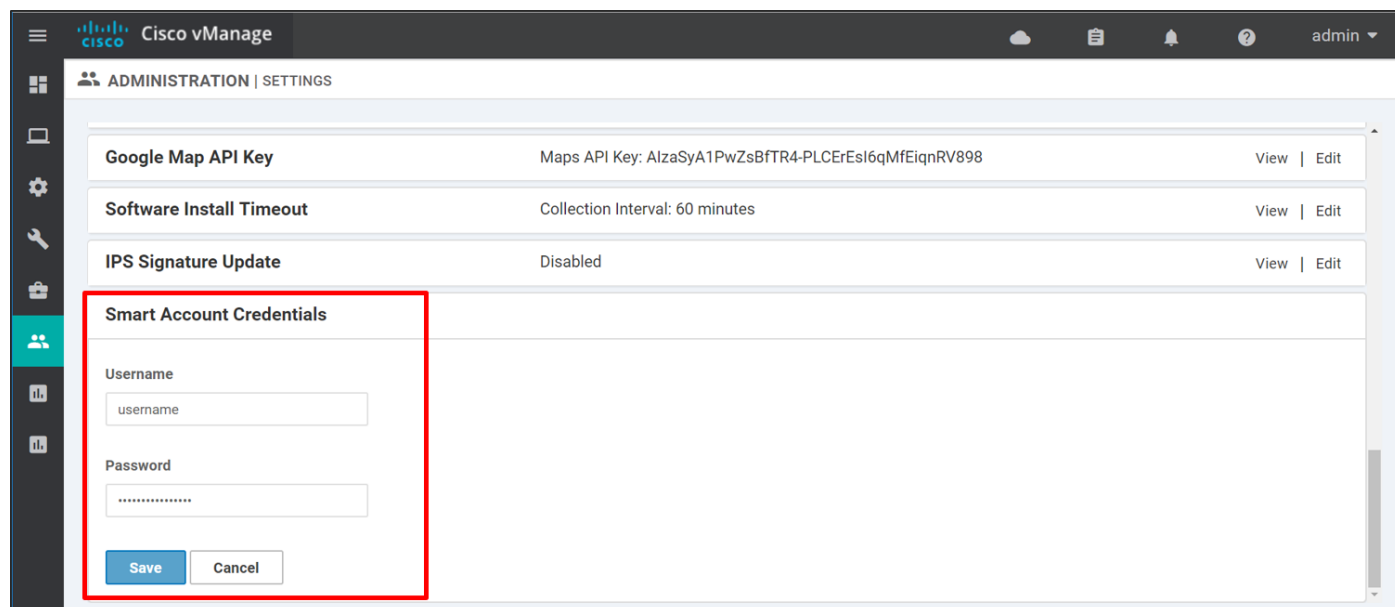 CISCO Cisco vManage admin
ADMINISTRATION | SETTINGS
Google Map API Key Maps API Key: AIzaSyA1PwZsBfTR4-PLCErEsI6qMfEiqnRV898 View | Edit
Software Install Timeout Collection Interval: 60 minutes View | Edit
IPS Signature Update Disabled View | Edit
Smart Account Credentials
Username
username
Password
•••••••••••••••
Save Cancel